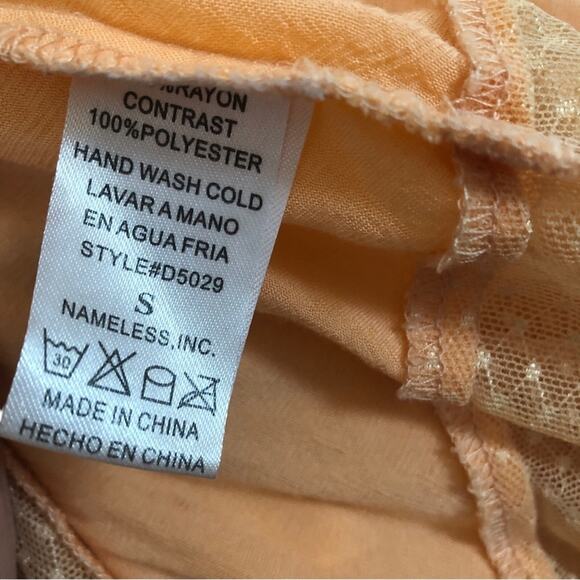 %RAYON
CONTRAST
100%POLYESTER
HAND WASH COLD
LAVAR A MANO
EN AGUA FRIA
STYLE#D5029
S
NAMELESS,INC.
30
MADE IN CHINA
HECHO EN CHINA